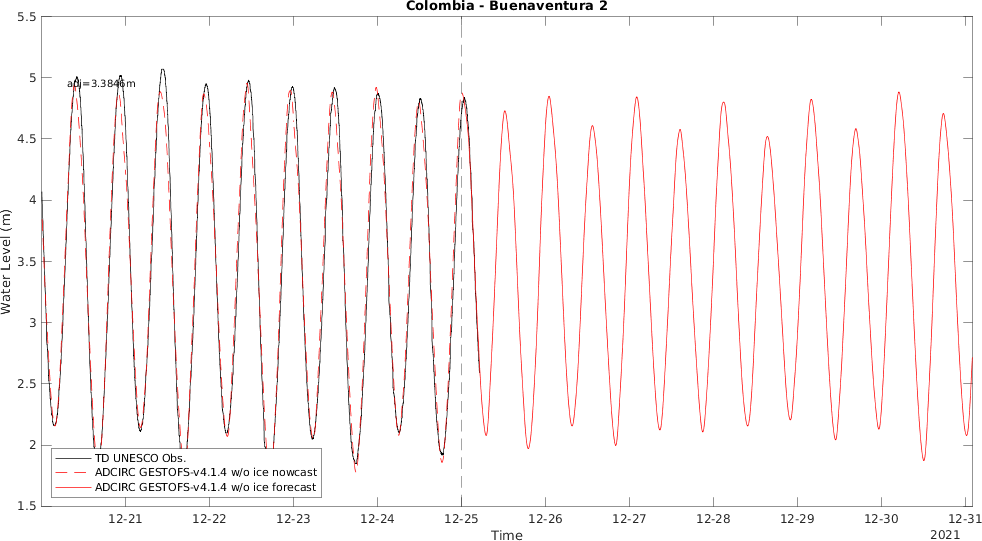 Colombia - Buenaventura 2
5.5
5
adj=3.3846m
4.5
4
3.5
3
2.5
2
1.5
Water Level (m)
TD UNESCO Obs.
ADCIRC GESTOFS-v4.1.4 w/o ice nowcast
ADCIRC GESTOFS-v4.1.4 w/o ice forecast
12-21 12-22 12-23 12-24 12-25 12-26 12-27 12-28 12-29 12-30 12-31
Time
2021